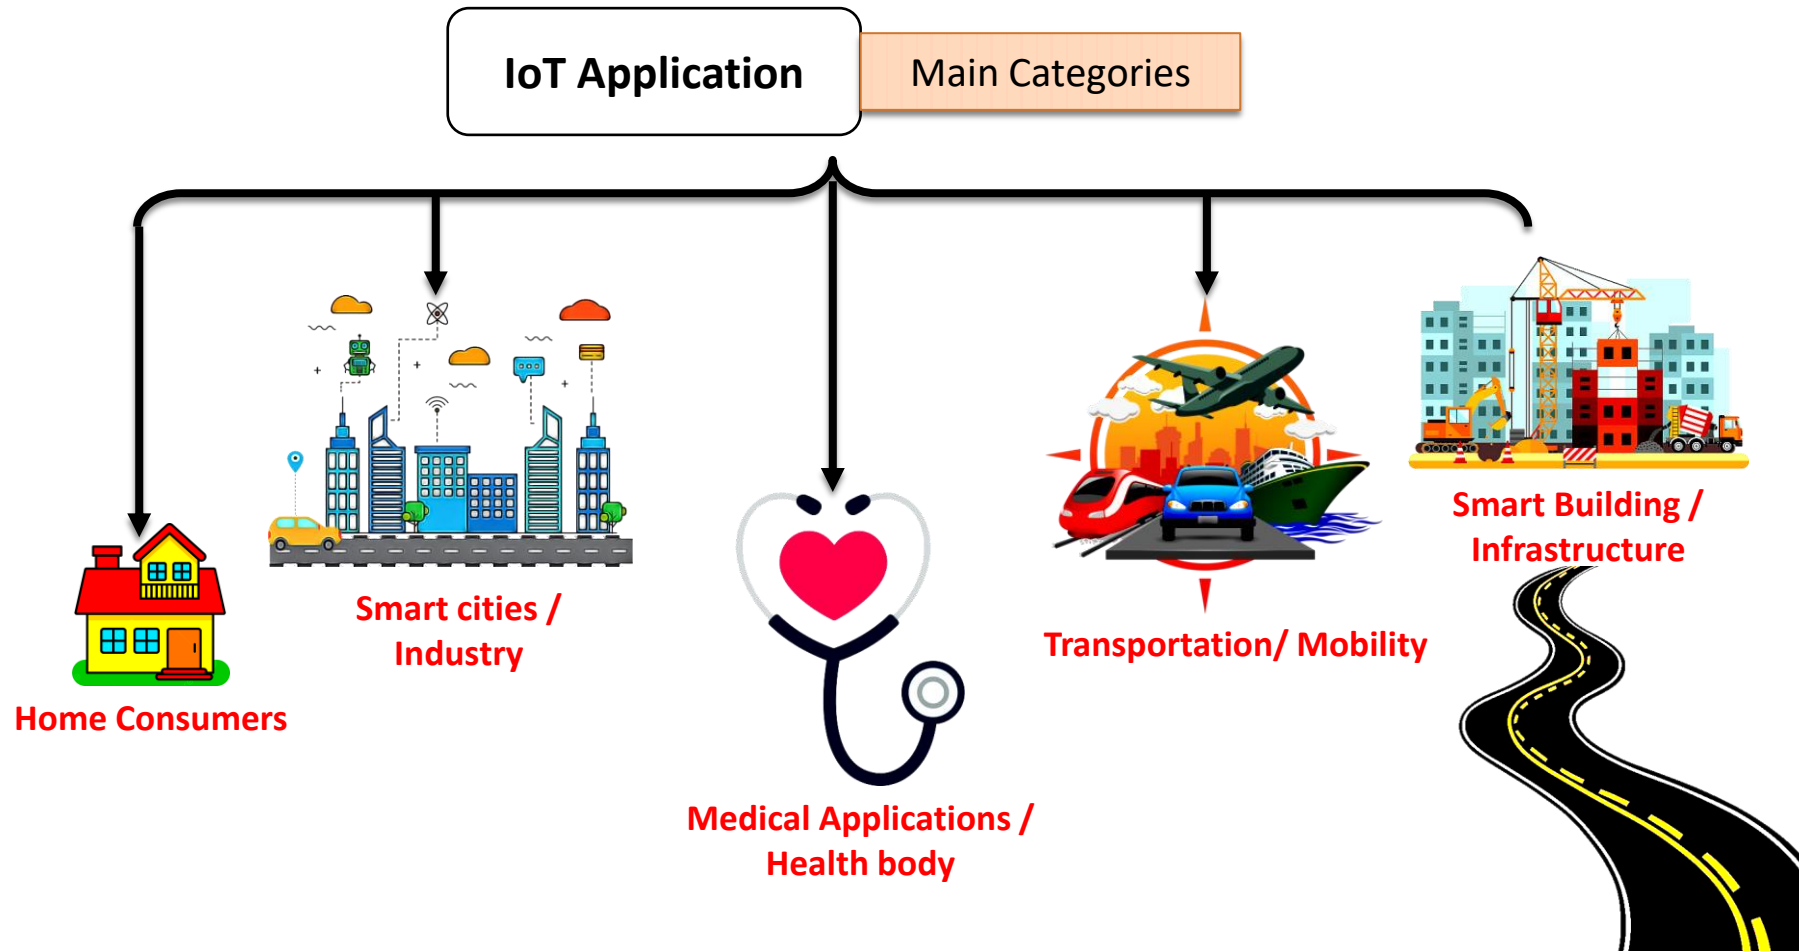 IoT Application
Main Categories
Home Consumers
Smart cities /
Industry
Medical Applications /
Health body
Transportation/ Mobility
Smart Building /
Infrastructure